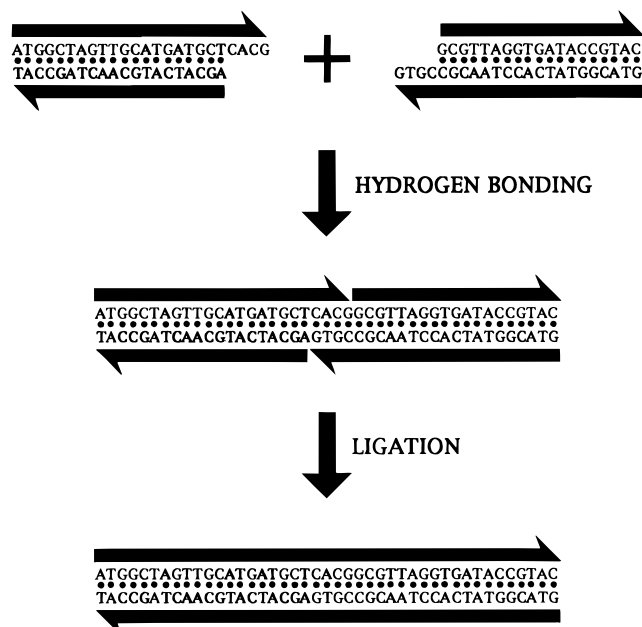 ATGGCTAGTTGCATGATGCTCACG
TACCGATCAACGTACTACGA
+
GCGTTAGGTGATACCGTAC
GTGCCGCAATCCACTATGGCATG
HYDROGEN BONDING
ATGGCTAGTTGCATGATGCTCACGGCGTTAGGTGATACCGTAC
TACCGATCAACGTACTACGAGTGCCGCAATCCACTATGGCATG
LIGATION
ATGGCTAGTTGCATGATGCTCACGGCGTTAGGTGATACCGTAC
TACCGATCAACGTACTACGAGTGCCGCAATCCACTATGGCATG